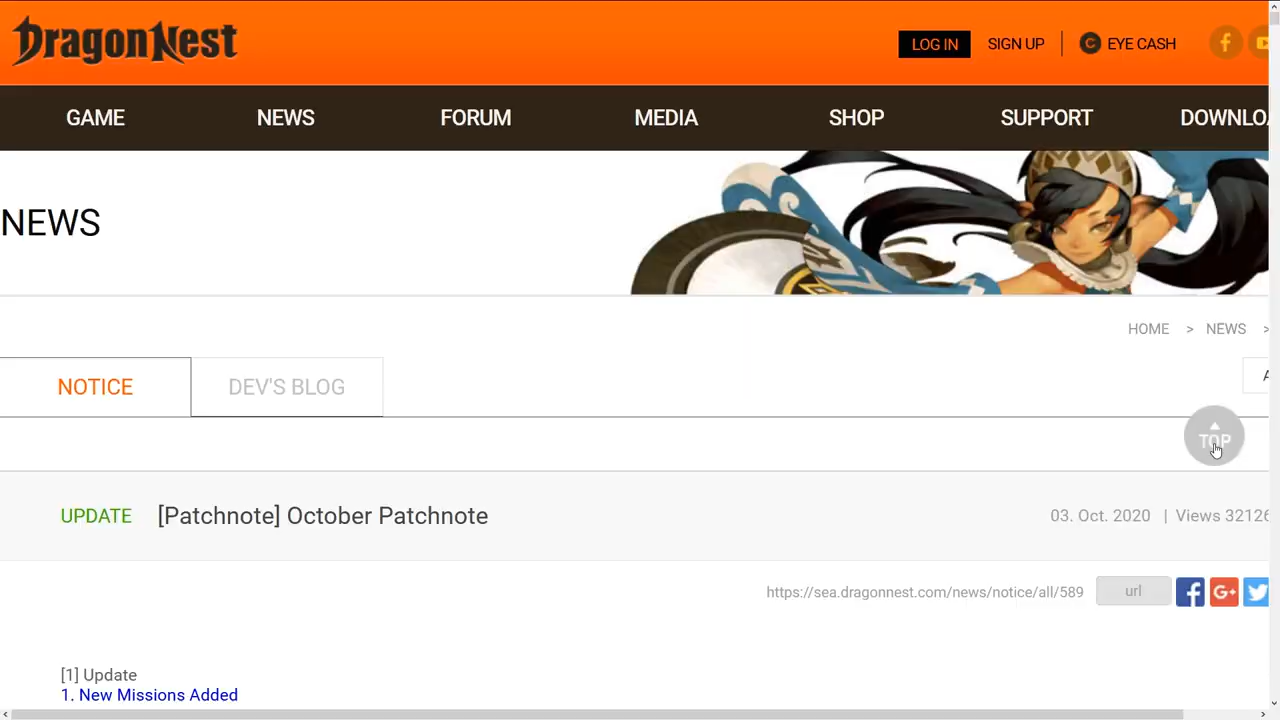 DragonNest
LOG IN SIGN UP | C EYE CASH
GAME NEWS FORUM MEDIA SHOP SUPPORT
NEWS
HOME > NEWS >
NOTICE DEV'S BLOG
TOP
UPDATE [Patchnote] October Patchnote 03. Oct. 2020 | Views 32126
https://sea.dragonnest.com/news/notice/all/589 url
[1] Update
1. New Missions Added